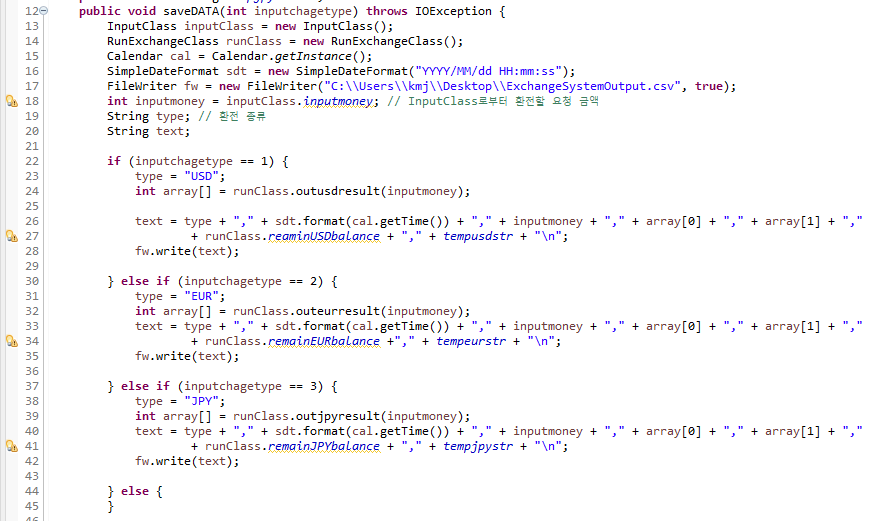 12 public void saveDATA(int inputchagetype) throws IOException {
13 InputClass inputClass = new InputClass();
14 RunExchangeClass runClass = new RunExchangeClass();
15 Calendar cal = Calendar.getInstance();
16 SimpleDateFormat sdt = new SimpleDateFormat("YYYY/MM/dd HH:mm:ss");
17 FileWriter fw = new FileWriter("C:\\Users\\kmj\\Desktop\\ExchangeSystemOutput.csv", true);
18 int inputmoney = inputClass.inputmoney; // InputClass로부터 환전할 요청 금액
19 String type; // 환전 종류
20 String text;
21
22 if (inputchagetype == 1) {
23 type = "USD";
24 int array[] = runClass.outusdresult(inputmoney);
25
26 text = type + "," + sdt.format(cal.getTime()) + "," + inputmoney + "," + array[0] + "," + array[1] + ","
27 + runClass.reaminUSDbalance + "," + tempusdstr + "\n";
28 fw.write(text);
29
30 } else if (inputchagetype == 2) {
31 type = "EUR";
32 int array[] = runClass.outeurresult(inputmoney);
33 text = type + "," + sdt.format(cal.getTime()) + "," + inputmoney + "," + array[0] + "," + array[1] + ","
34 + runClass.remainEURbalance +"," + tempeurstr + "\n";
35 fw.write(text);
36
37 } else if (inputchagetype == 3) {
38 type = "JPY";
39 int array[] = runClass.outjpyresult(inputmoney);
40 text = type + "," + sdt.format(cal.getTime()) + "," + inputmoney + "," + array[0] + "," + array[1] + ","
41 + runClass.remainJPYbalance + "," + tempjpystr + "\n";
42 fw.write(text);
43
44 } else {
45 }